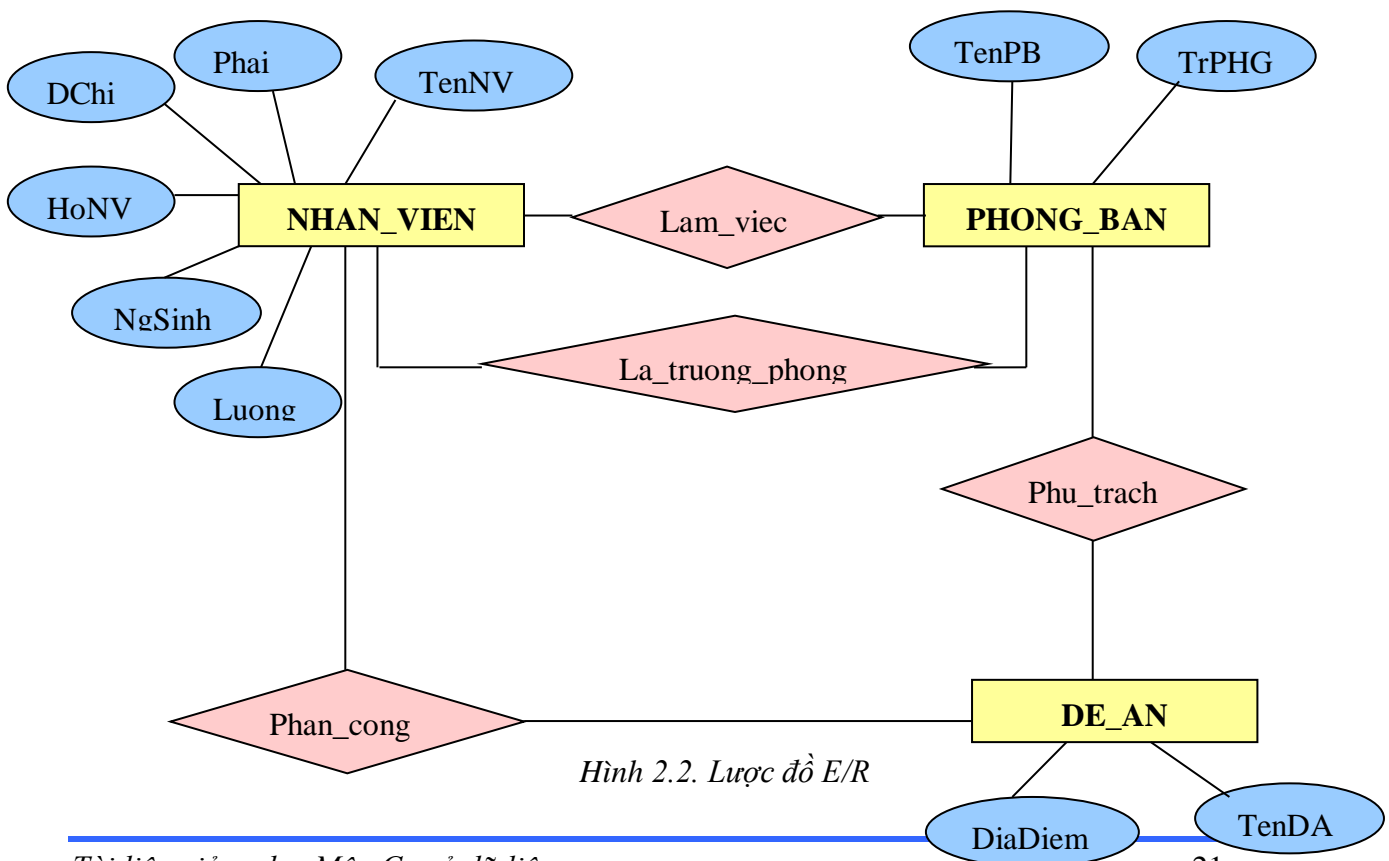 Phai
TenNV
DChi
HoNV
NgSinh
Luong
NHAN_VIEN
Lam_viec
TenPB
TrPHG
PHONG_BAN
La_truong_phong
Phu_trach
Phan_cong
DE_AN
Hình 2.2. Lược đồ E/R
DiaDiem
TenDA